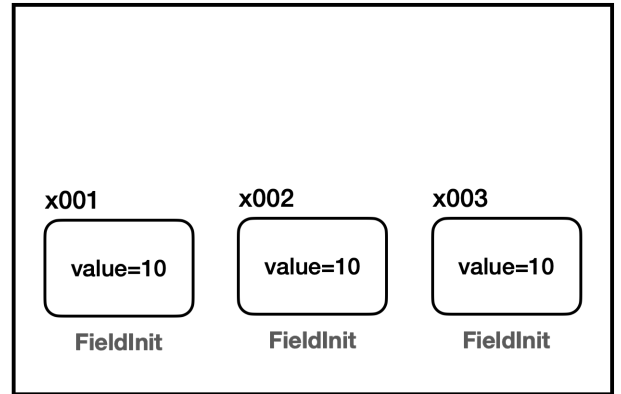 x001
x002
x003
value=10
value=10
value=10
FieldInit
FieldInit
FieldInit